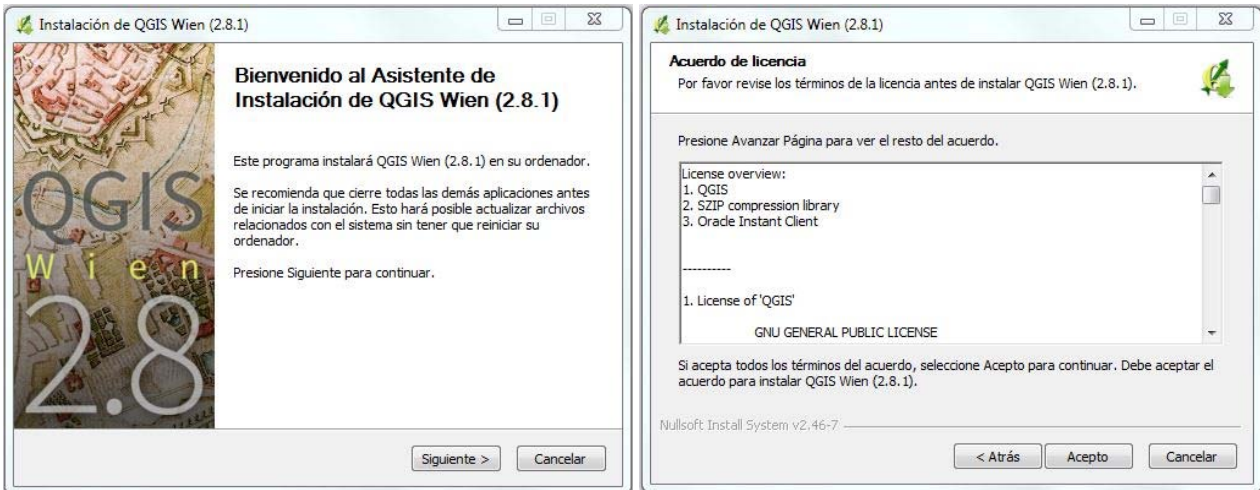 Instalación de QGIS Wien (2.8.1)
QGIS
Wien
2.8
Bienvenido al Asistente de
Instalación de QGIS Wien (2.8.1)
Este programa instalará QGIS Wien (2.8.1) en su ordenador.
Se recomienda que cierre todas las demás aplicaciones antes
de iniciar la instalación. Esto hará posible actualizar archivos
relacionados con el sistema sin tener que reiniciar su
ordenador.
Presione Siguiente para continuar.
Siguiente >
Cancelar
Instalación de QGIS Wien (2.8.1)
Acuerdo de licencia
Por favor revise los términos de la licencia antes de instalar QGIS Wien (2.8.1).
Presione Avanzar Página para ver el resto del acuerdo.
License overview:
1. QGIS
2. SZIP compression library
3. Oracle Instant Client
----------
1. License of 'QGIS'
GNU GENERAL PUBLIC LICENSE
Si acepta todos los términos del acuerdo, seleccione Acepto para continuar. Debe aceptar el
acuerdo para instalar QGIS Wien (2.8.1).
Nullsoft Install System v2.46-7
< Atrás
Acepto
Cancelar